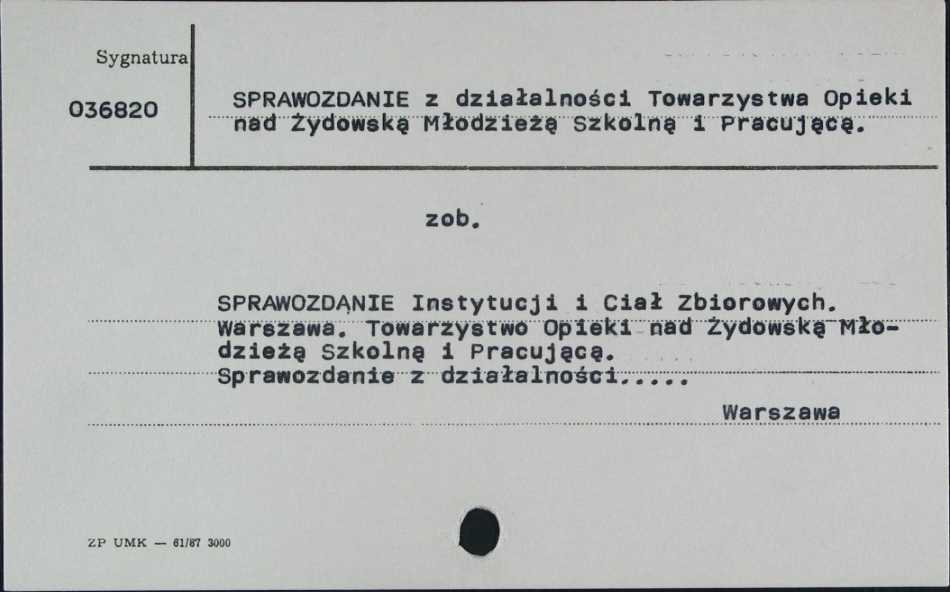 Sygnatura
036820
SPRAWOZDANIE z działalności Towarzystwa Opieki
nad Żydowską Młodzieżą Szkolną i Pracującą.
zob.
SPRAWOZDANIE Instytucji i Ciał Zbiorowych.
Warszawa. Towarzystwo Opieki nad Żydowską Mło-
dzieżą Szkolną i Pracującą.
Sprawozdanie z działalności.....
Warszawa
ZP UMK — 61/87 3000